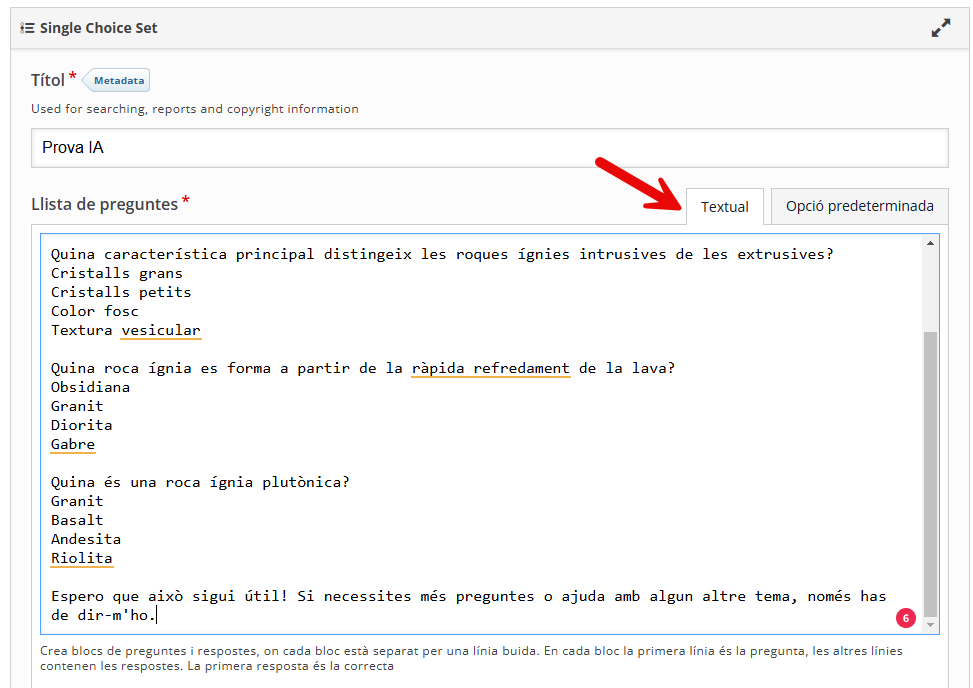 Single Choice Set
Títol * Metadata
Used for searching, reports and copyright information
Prova IA
Llista de preguntes * Textual Opció predeterminada
Quina característica principal distingeix les roques ígnies intrusives de les extrusives?
Cristalls grans
Cristalls petits
Color fosc
Textura vesicular
Quina roca ígnia es forma a partir de la ràpida refredament de la lava?
Obsidiana
Granit
Diorita
Gabre
Quina és una roca ígnia plutònica?
Granit
Basalt
Andesita
Riolita
Espero que això sigui útil! Si necessites més preguntes o ajuda amb algun altre tema, només has
de dir-m'ho.
6
Crea blocs de preguntes i respostes, on cada bloc està separat per una línia buida. En cada bloc la primera línia és la pregunta, les altres línies
contenen les respostes. La primera resposta és la correcta